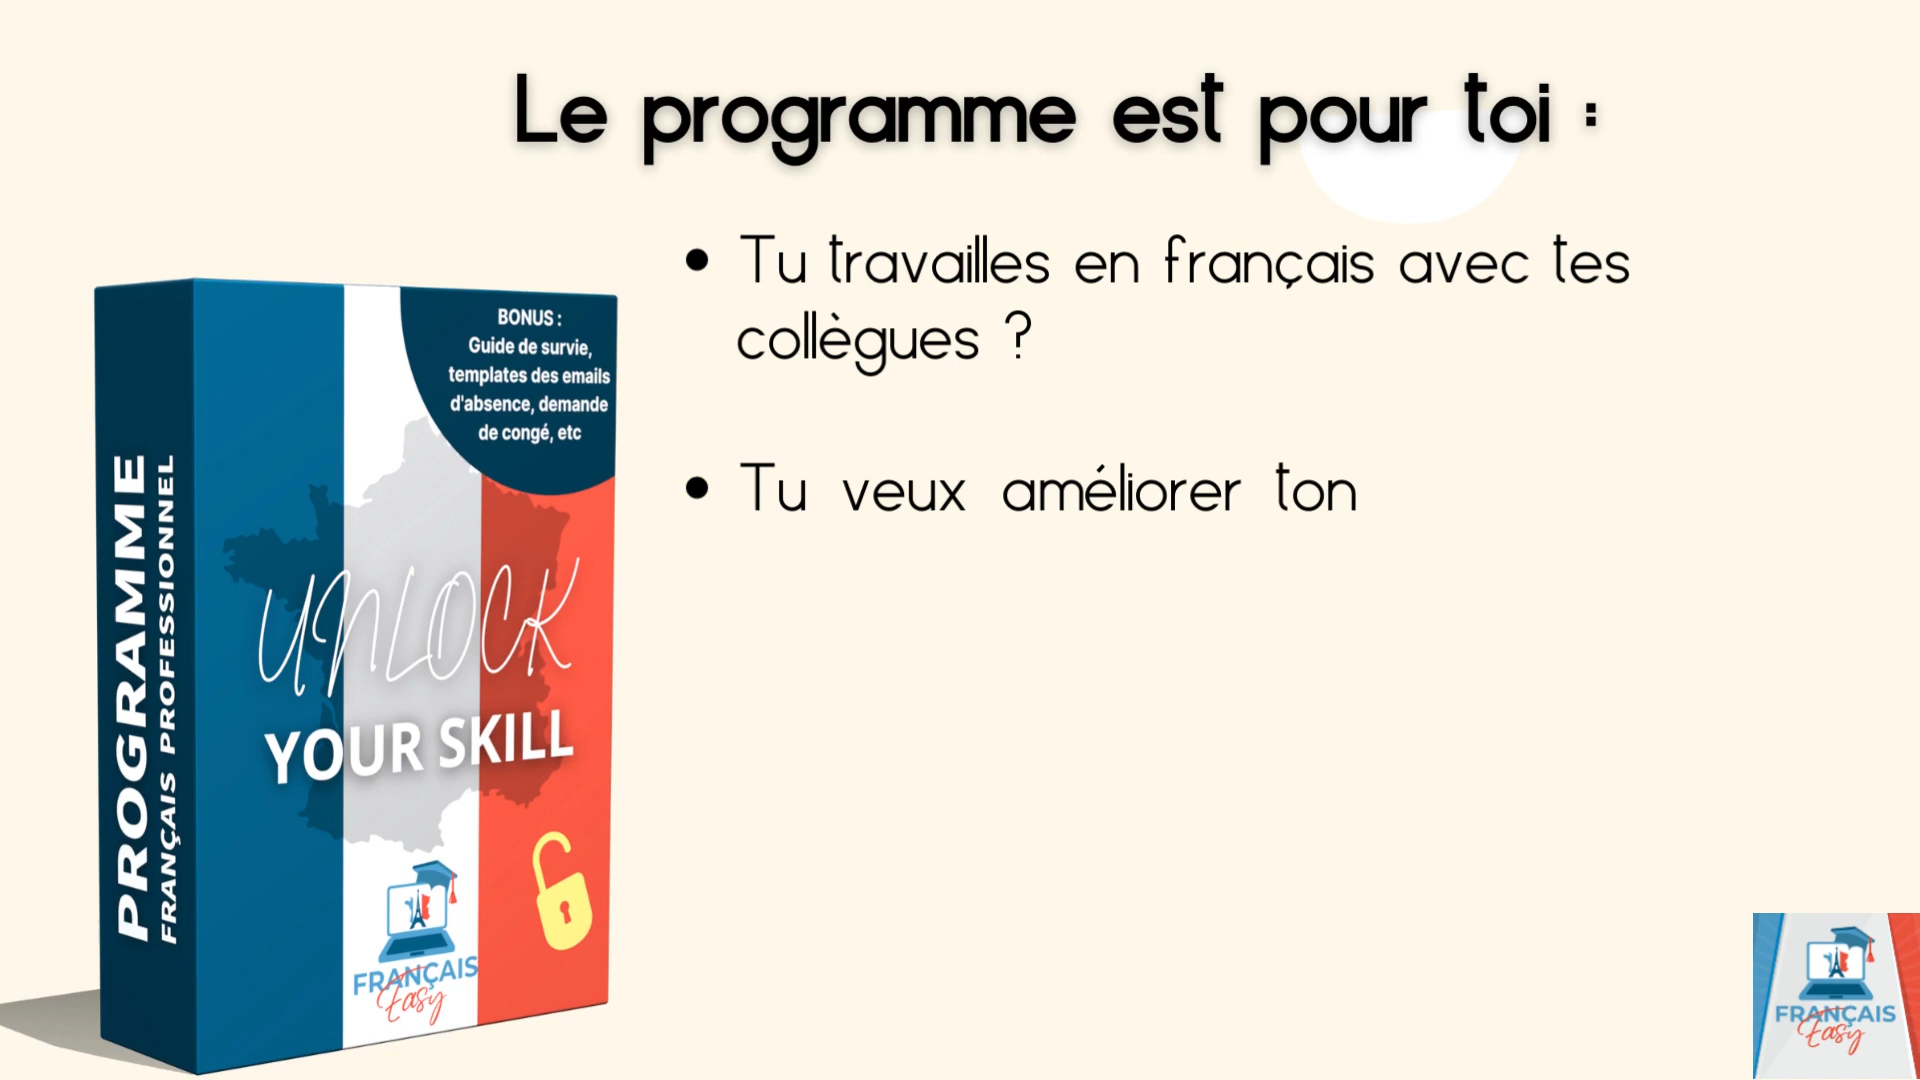 Le programme est pour toi :
• Tu travailles en français avec tes
collègues ?
• Tu veux améliorer ton
BONUS :
Guide de survie,
templates des emails
d'absence, demande
de congé, etc
PROGRAMME
FRANÇAIS PROFESSIONNEL
UNLOCK
YOUR SKILL
FRANÇAIS
Easy
FRANÇAIS
Easy